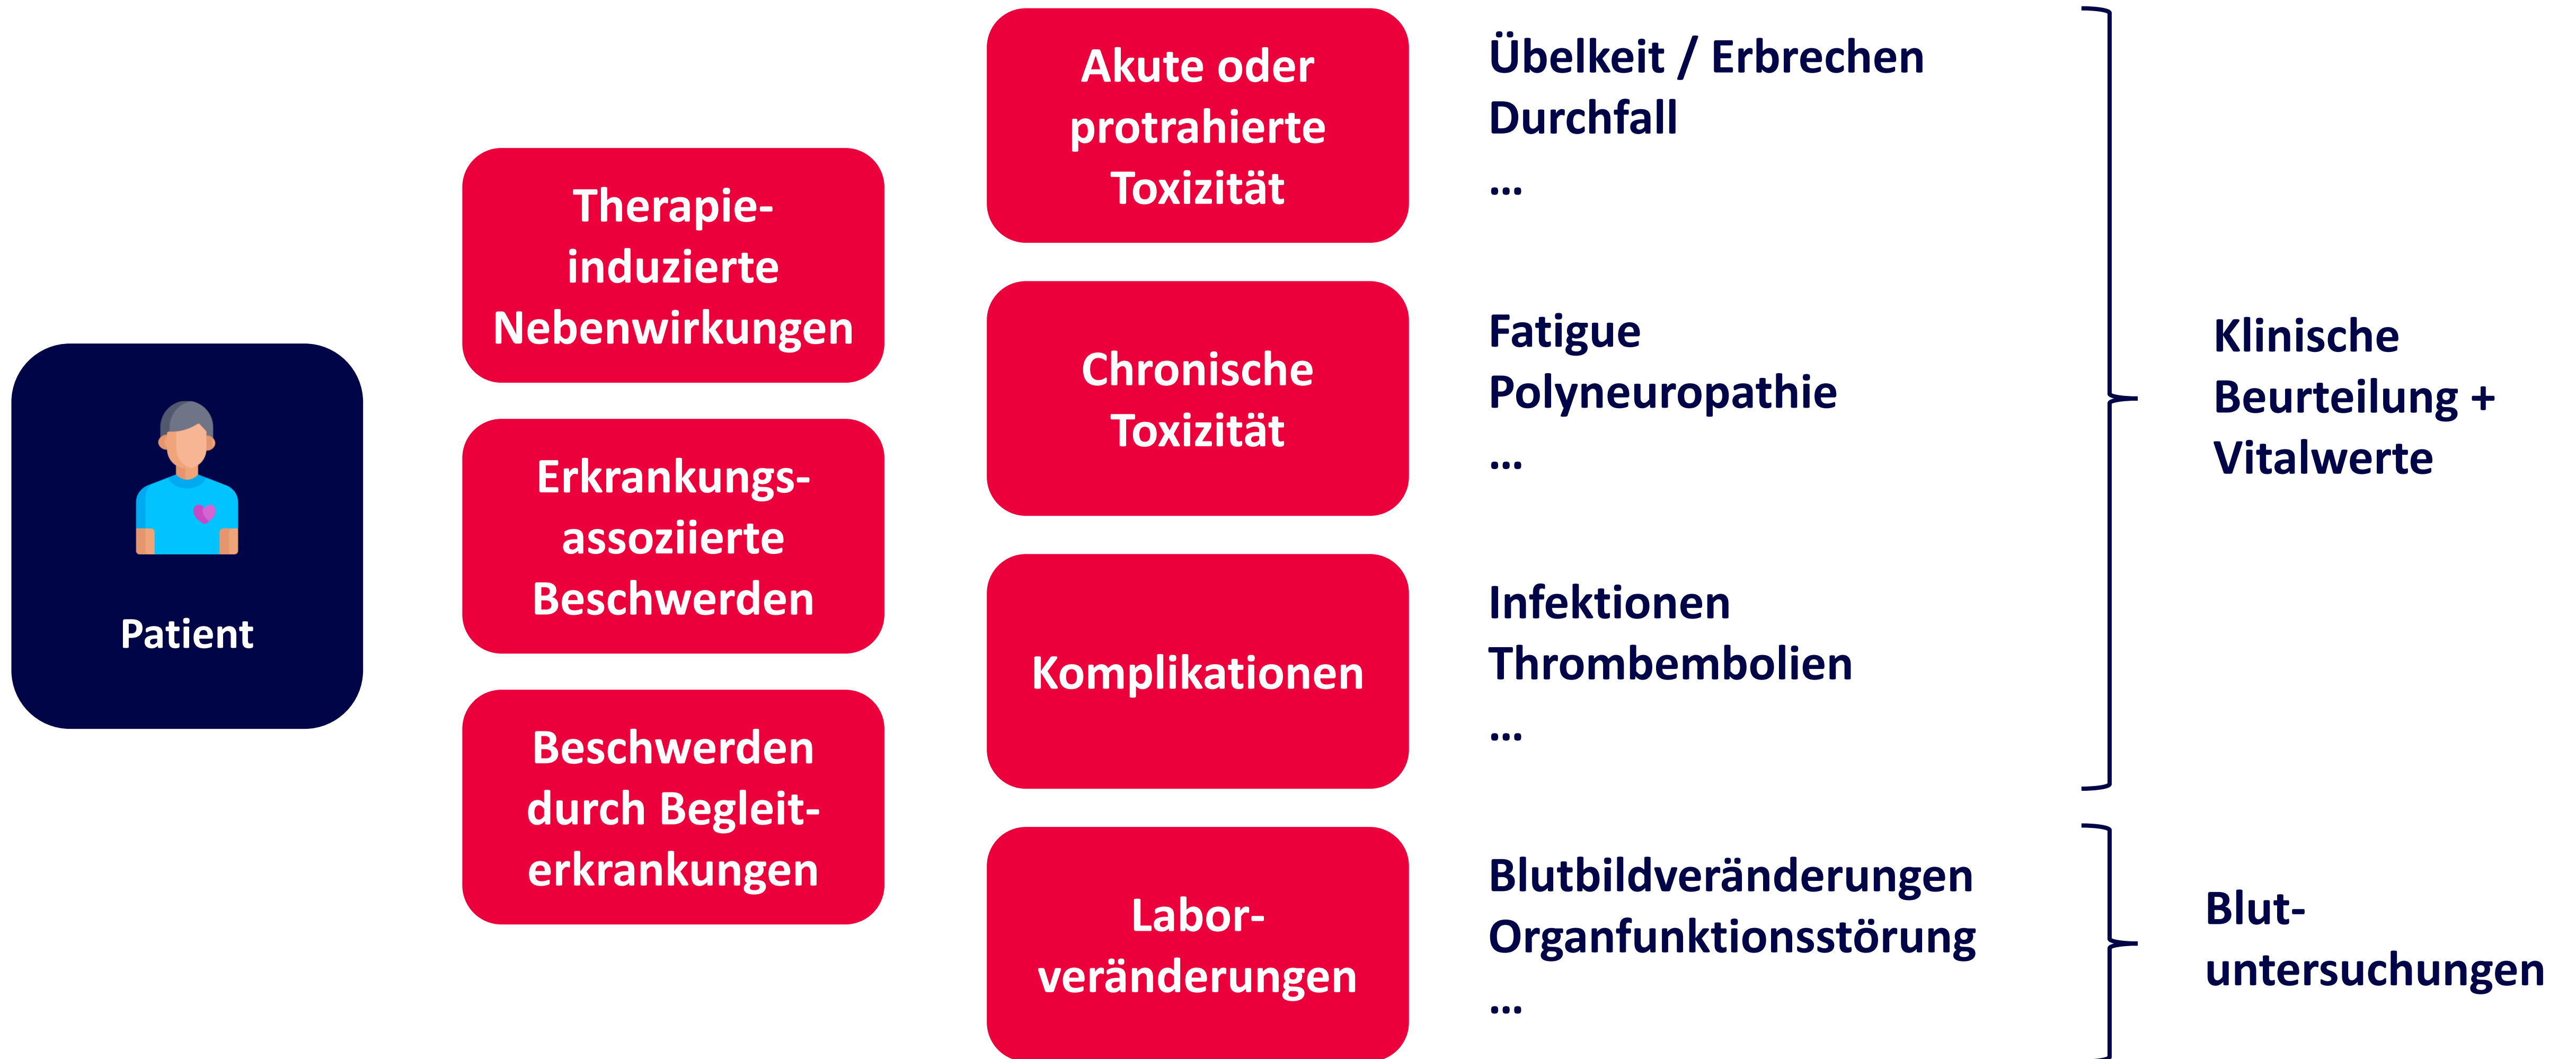 Patient
Therapie-
induzierte
Nebenwirkungen
Erkrankungs-
assoziierte
Beschwerden
Beschwerden
durch Begleit-
erkrankungen
Akute oder
protrahierte
Toxizität
Chronische
Toxizität
Komplikationen
Labor-
veränderungen
Übelkeit / Erbrechen
Durchfall
...
Fatigue
Polyneuropathie
...
Infektionen
Thrombembolien
...
Blutbildveränderungen
Organfunktionsstörung
...
Klinische
Beurteilung +
Vitalwerte
Blut-
untersuchungen